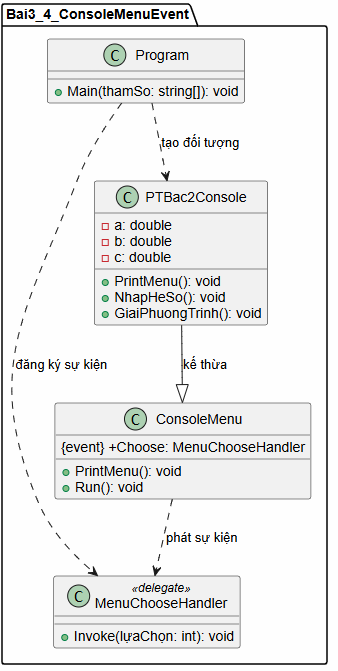 Bai3_4_ConsoleMenuEvent
C Program
Main(thamSo: string[]): void
tạo đối tượng
C PTBac2Console
a: double
b: double
c: double
PrintMenu(): void
NhapHeSo(): void
GiaiPhuongTrinh(): void
đăng ký sự kiện
kế thừa
C ConsoleMenu
{event} +Choose: MenuChooseHandler
PrintMenu(): void
Run(): void
phát sự kiện
«delegate»
C MenuChooseHandler
Invoke(lựaChọn: int): void